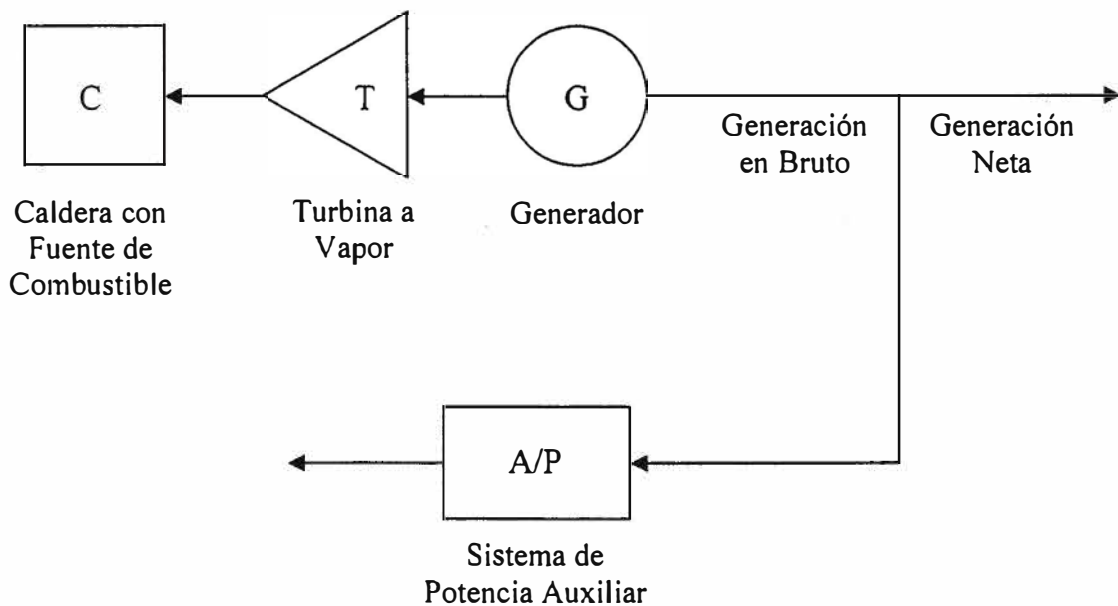 C
T
G
Generación
en Bruto
Generación
Neta
Caldera con
Fuente de
Combustible
Turbina a
Vapor
Generador
A/P
Sistema de
Potencia Auxiliar